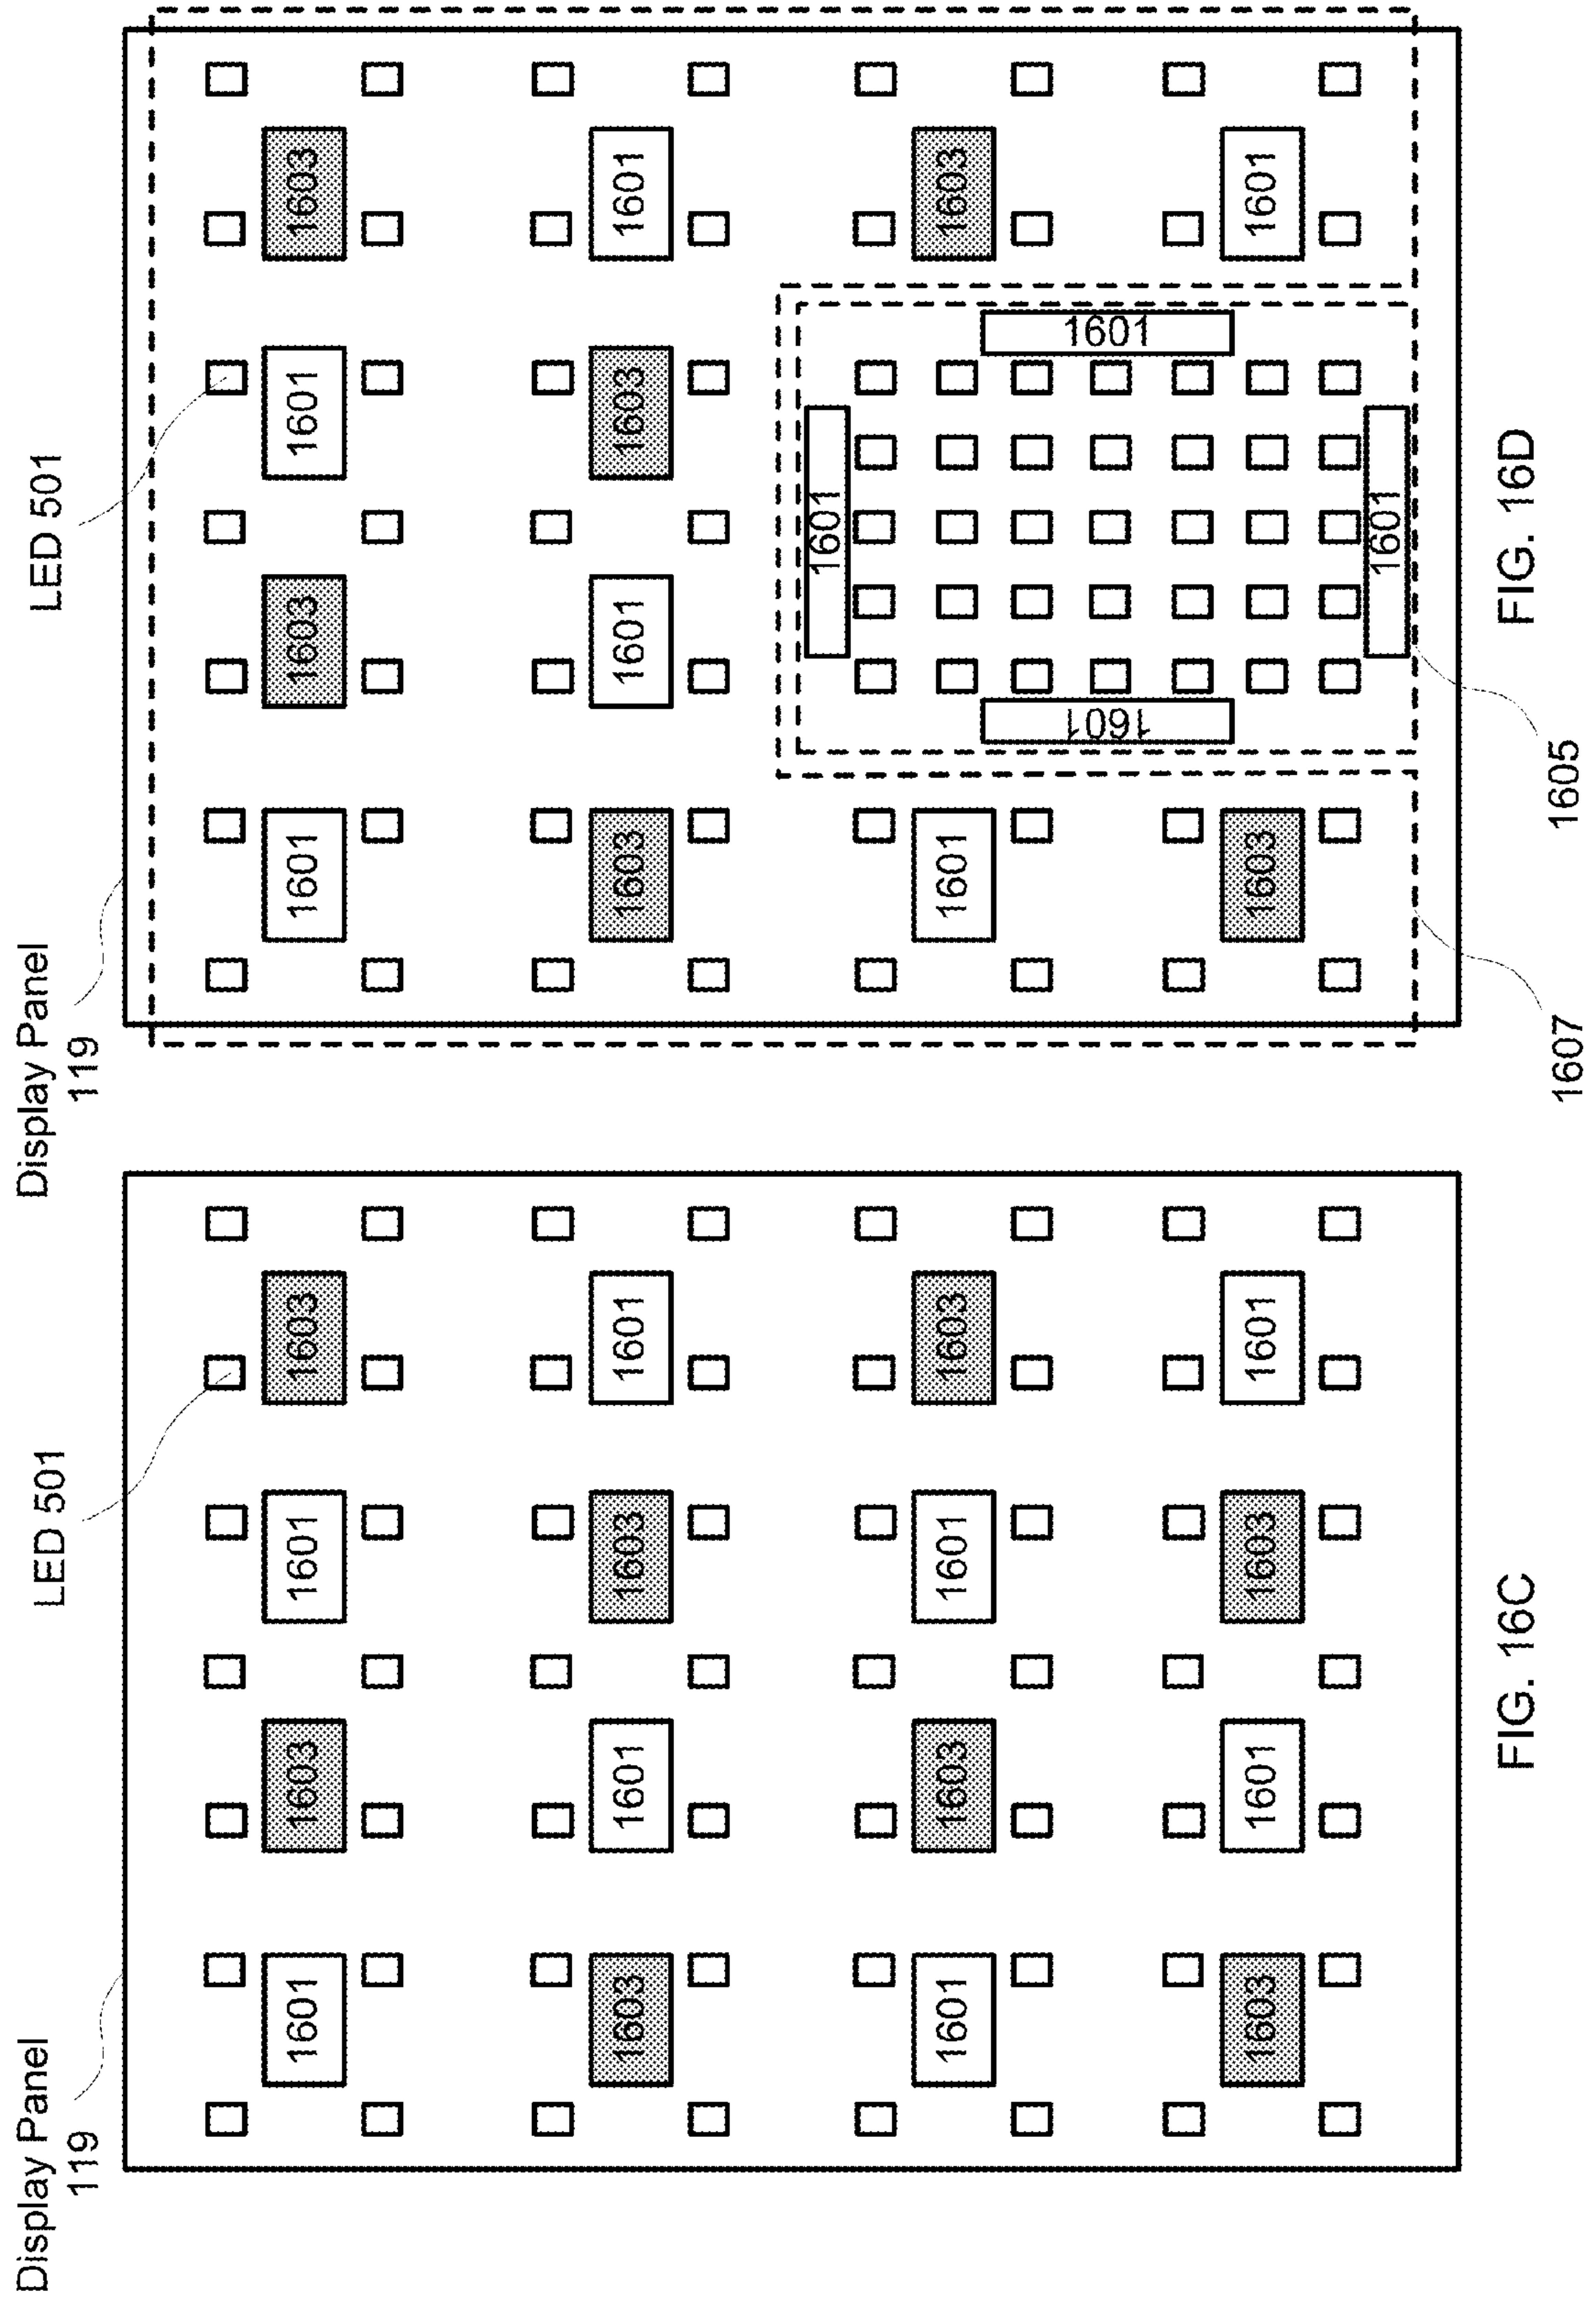 Display Panel
119
LED 501
1601 1603 1601 1603
1603 1601 1603 1601
1601 1603 1601 1603
1603 1601 1603 1601
FIG. 16C
Display Panel
119
LED 501
1601 1603 1601 1603
1603 1601 1603 1601
1601
1601 1603
1601 1601
1603 1601
1601
1607 1605
FIG. 16D